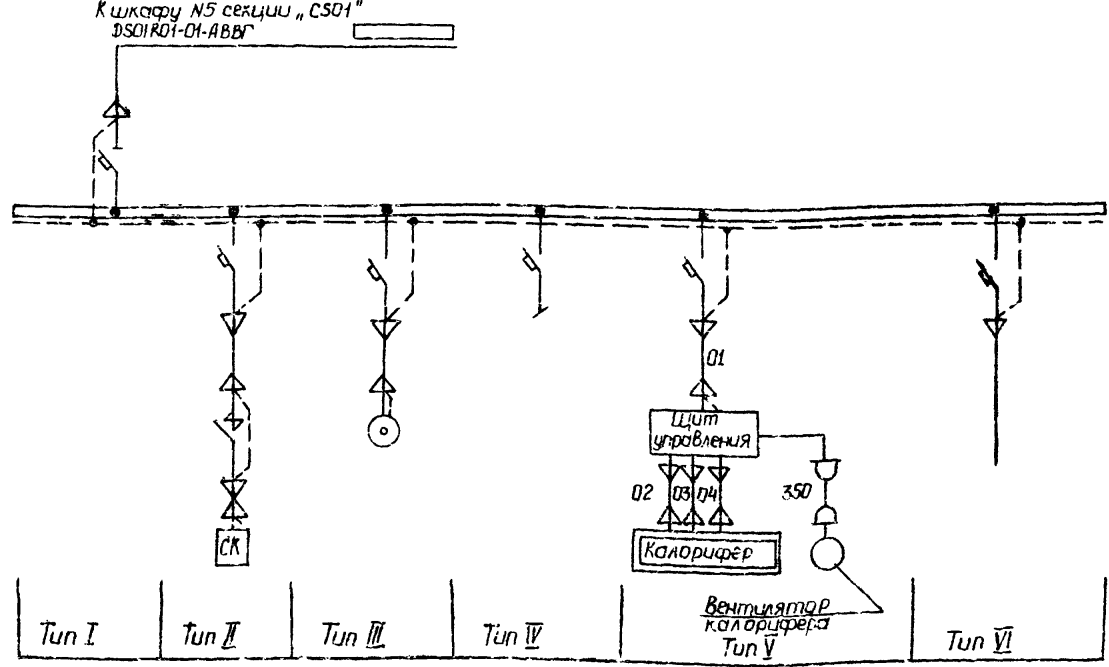 К шкафу N5 секции „CS01"
DS01R01-01-АВВГ
01
Щит
управления
02
03
04
350
СК
Калорифер
Вентилятор
калорифера
Тип I
Тип II
Тип III
Тип IV
Тип V
Тип VI